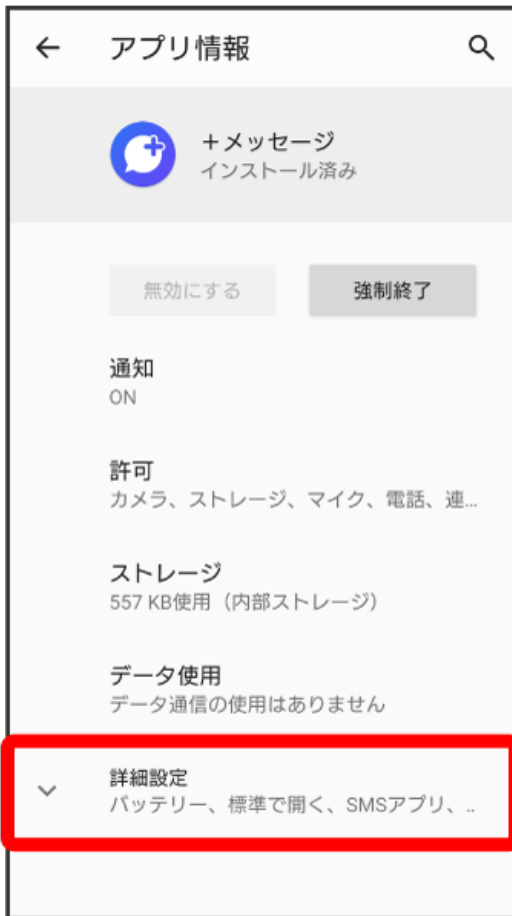 アプリ情報
+メッセージ
インストール済み
無効にする
強制終了
通知
ON
許可
カメラ、ストレージ、マイク、電話、連...
ストレージ
557 KB使用（内部ストレージ）
データ使用
データ通信の使用はありません
詳細設定
バッテリー、標準で開く、SMSアプリ、..